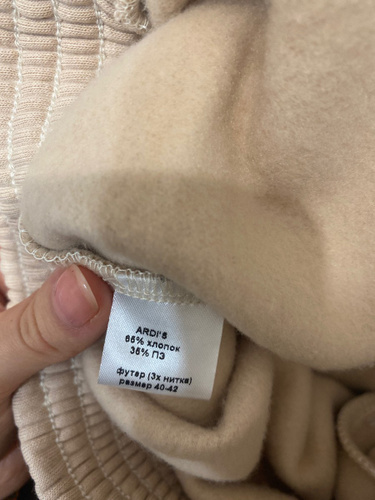 ARDI'S
65% хлопок
35% ПЭ
футер (3х нитка)
размер 40-42